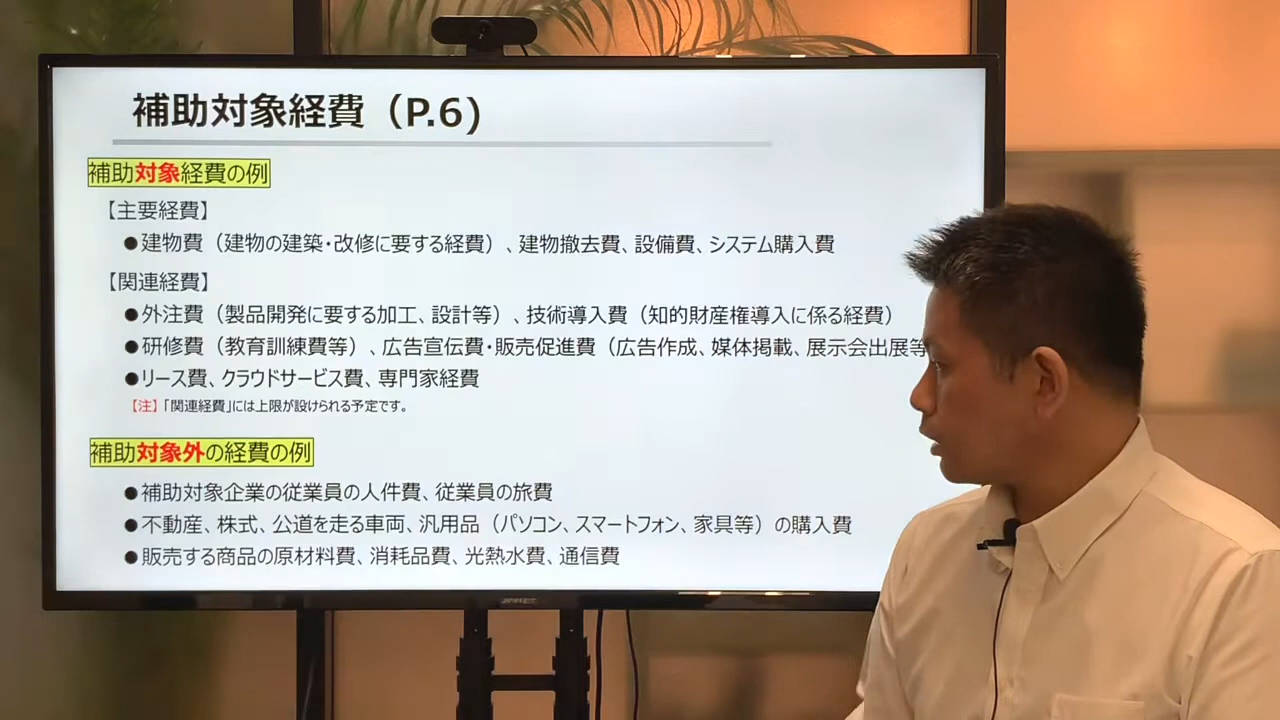 補助対象経費（P.6）
補助対象経費の例
【主要経費】
●建物費（建物の建築・改修に要する経費）、建物撤去費、設備費、システム購入費
【関連経費】
●外注費（製品開発に要する加工、設計等）、技術導入費（知的財産権導入に係る経費）
●研修費（教育訓練費等）、広告宣伝費・販売促進費（広告作成、媒体掲載、展示会出展等
●リース費、クラウドサービス費、専門家経費
【注】「関連経費」には上限が設けられる予定です。
補助対象外の経費の例
●補助対象企業の従業員の人件費、従業員の旅費
●不動産、株式、公道を走る車両、汎用品（パソコン、スマートフォン、家具等）の購入費
●販売する商品の原材料費、消耗品費、光熱水費、通信費